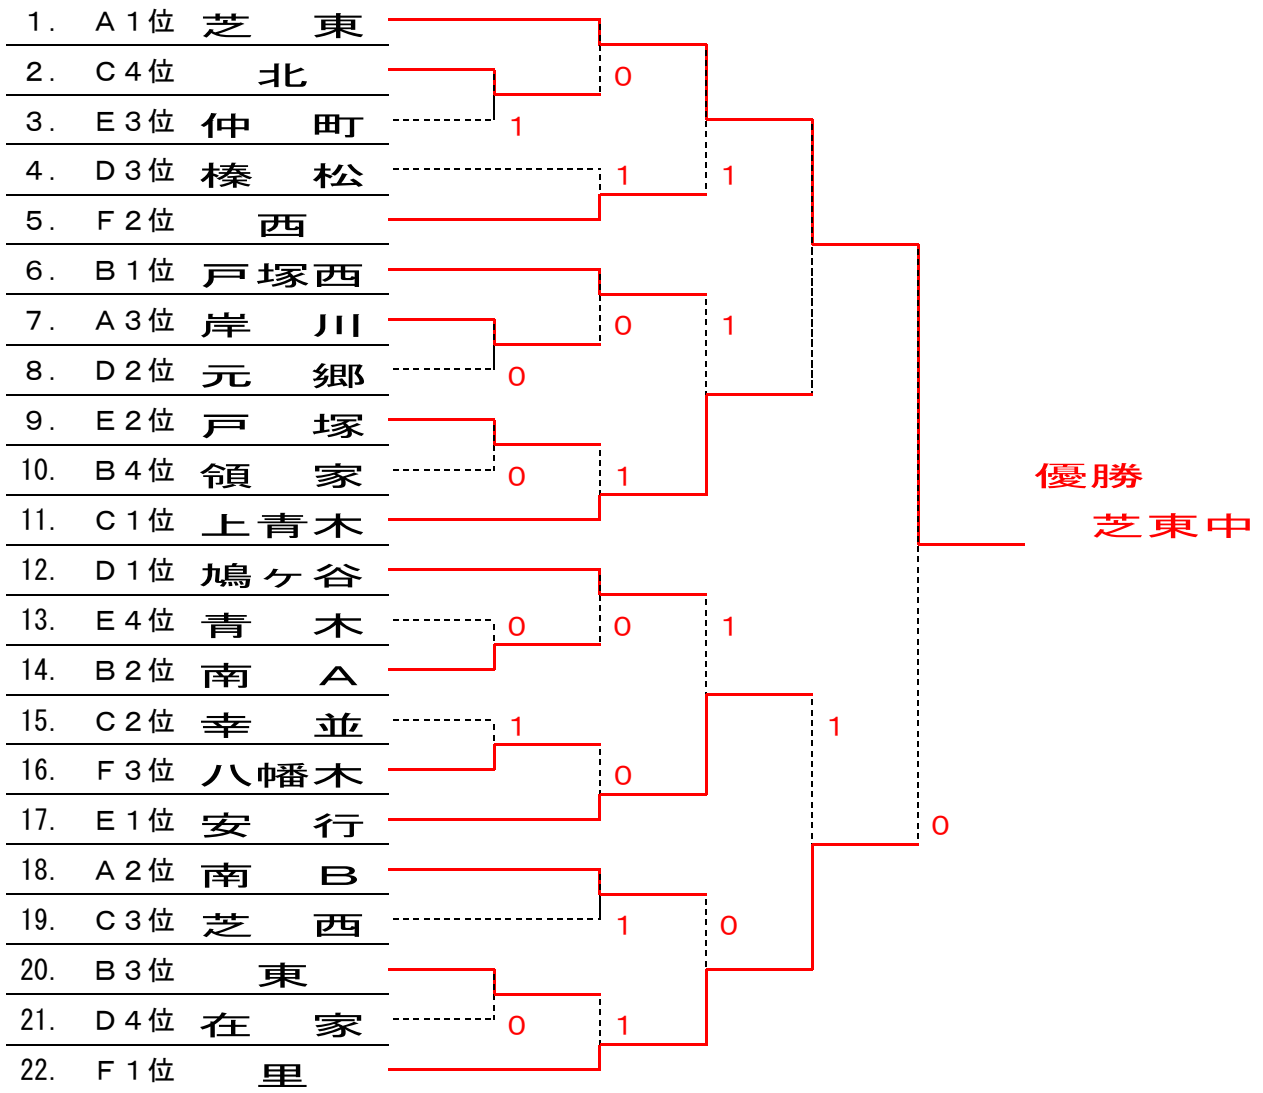 1. A1位 芝 東
2. C4位 北
0
3. E3位 仲 町
1
4. D3位 榛 松
1 1
5. F2位 西
6. B1位 戸塚西
7. A3位 岸 川
0 1
8. D2位 元 郷
0
9. E2位 戸 塚
10. B4位 領 家
0 1
優勝
11. C1位 上青木
芝東中
12. D1位 鳩ヶ谷
13. E4位 青 木
0 0 1
14. B2位 南 A
15. C2位 幸 並
1 1
16. F3位 八幡木
0
17. E1位 安 行
0
18. A2位 南 B
19. C3位 芝 西
1 0
20. B3位 東
21. D4位 在 家
0 1
22. F1位 里